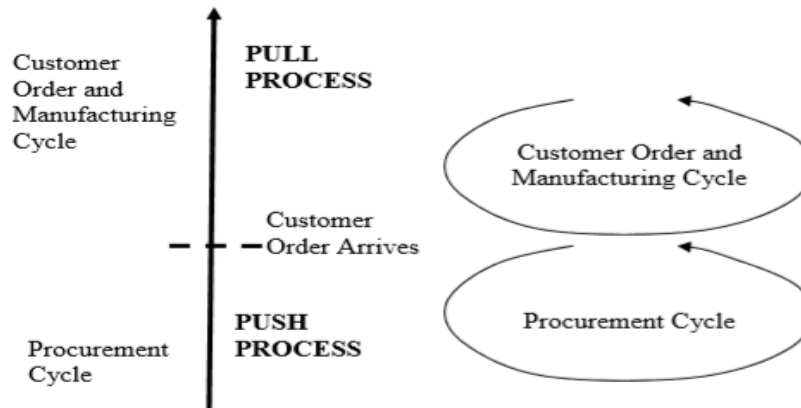 Customer
Order and
Manufacturing
Cycle
PULL
PROCESS
Customer Order and
Manufacturing Cycle
Customer
Order Arrives
PUSH
PROCESS
Procurement
Cycle
Procurement Cycle